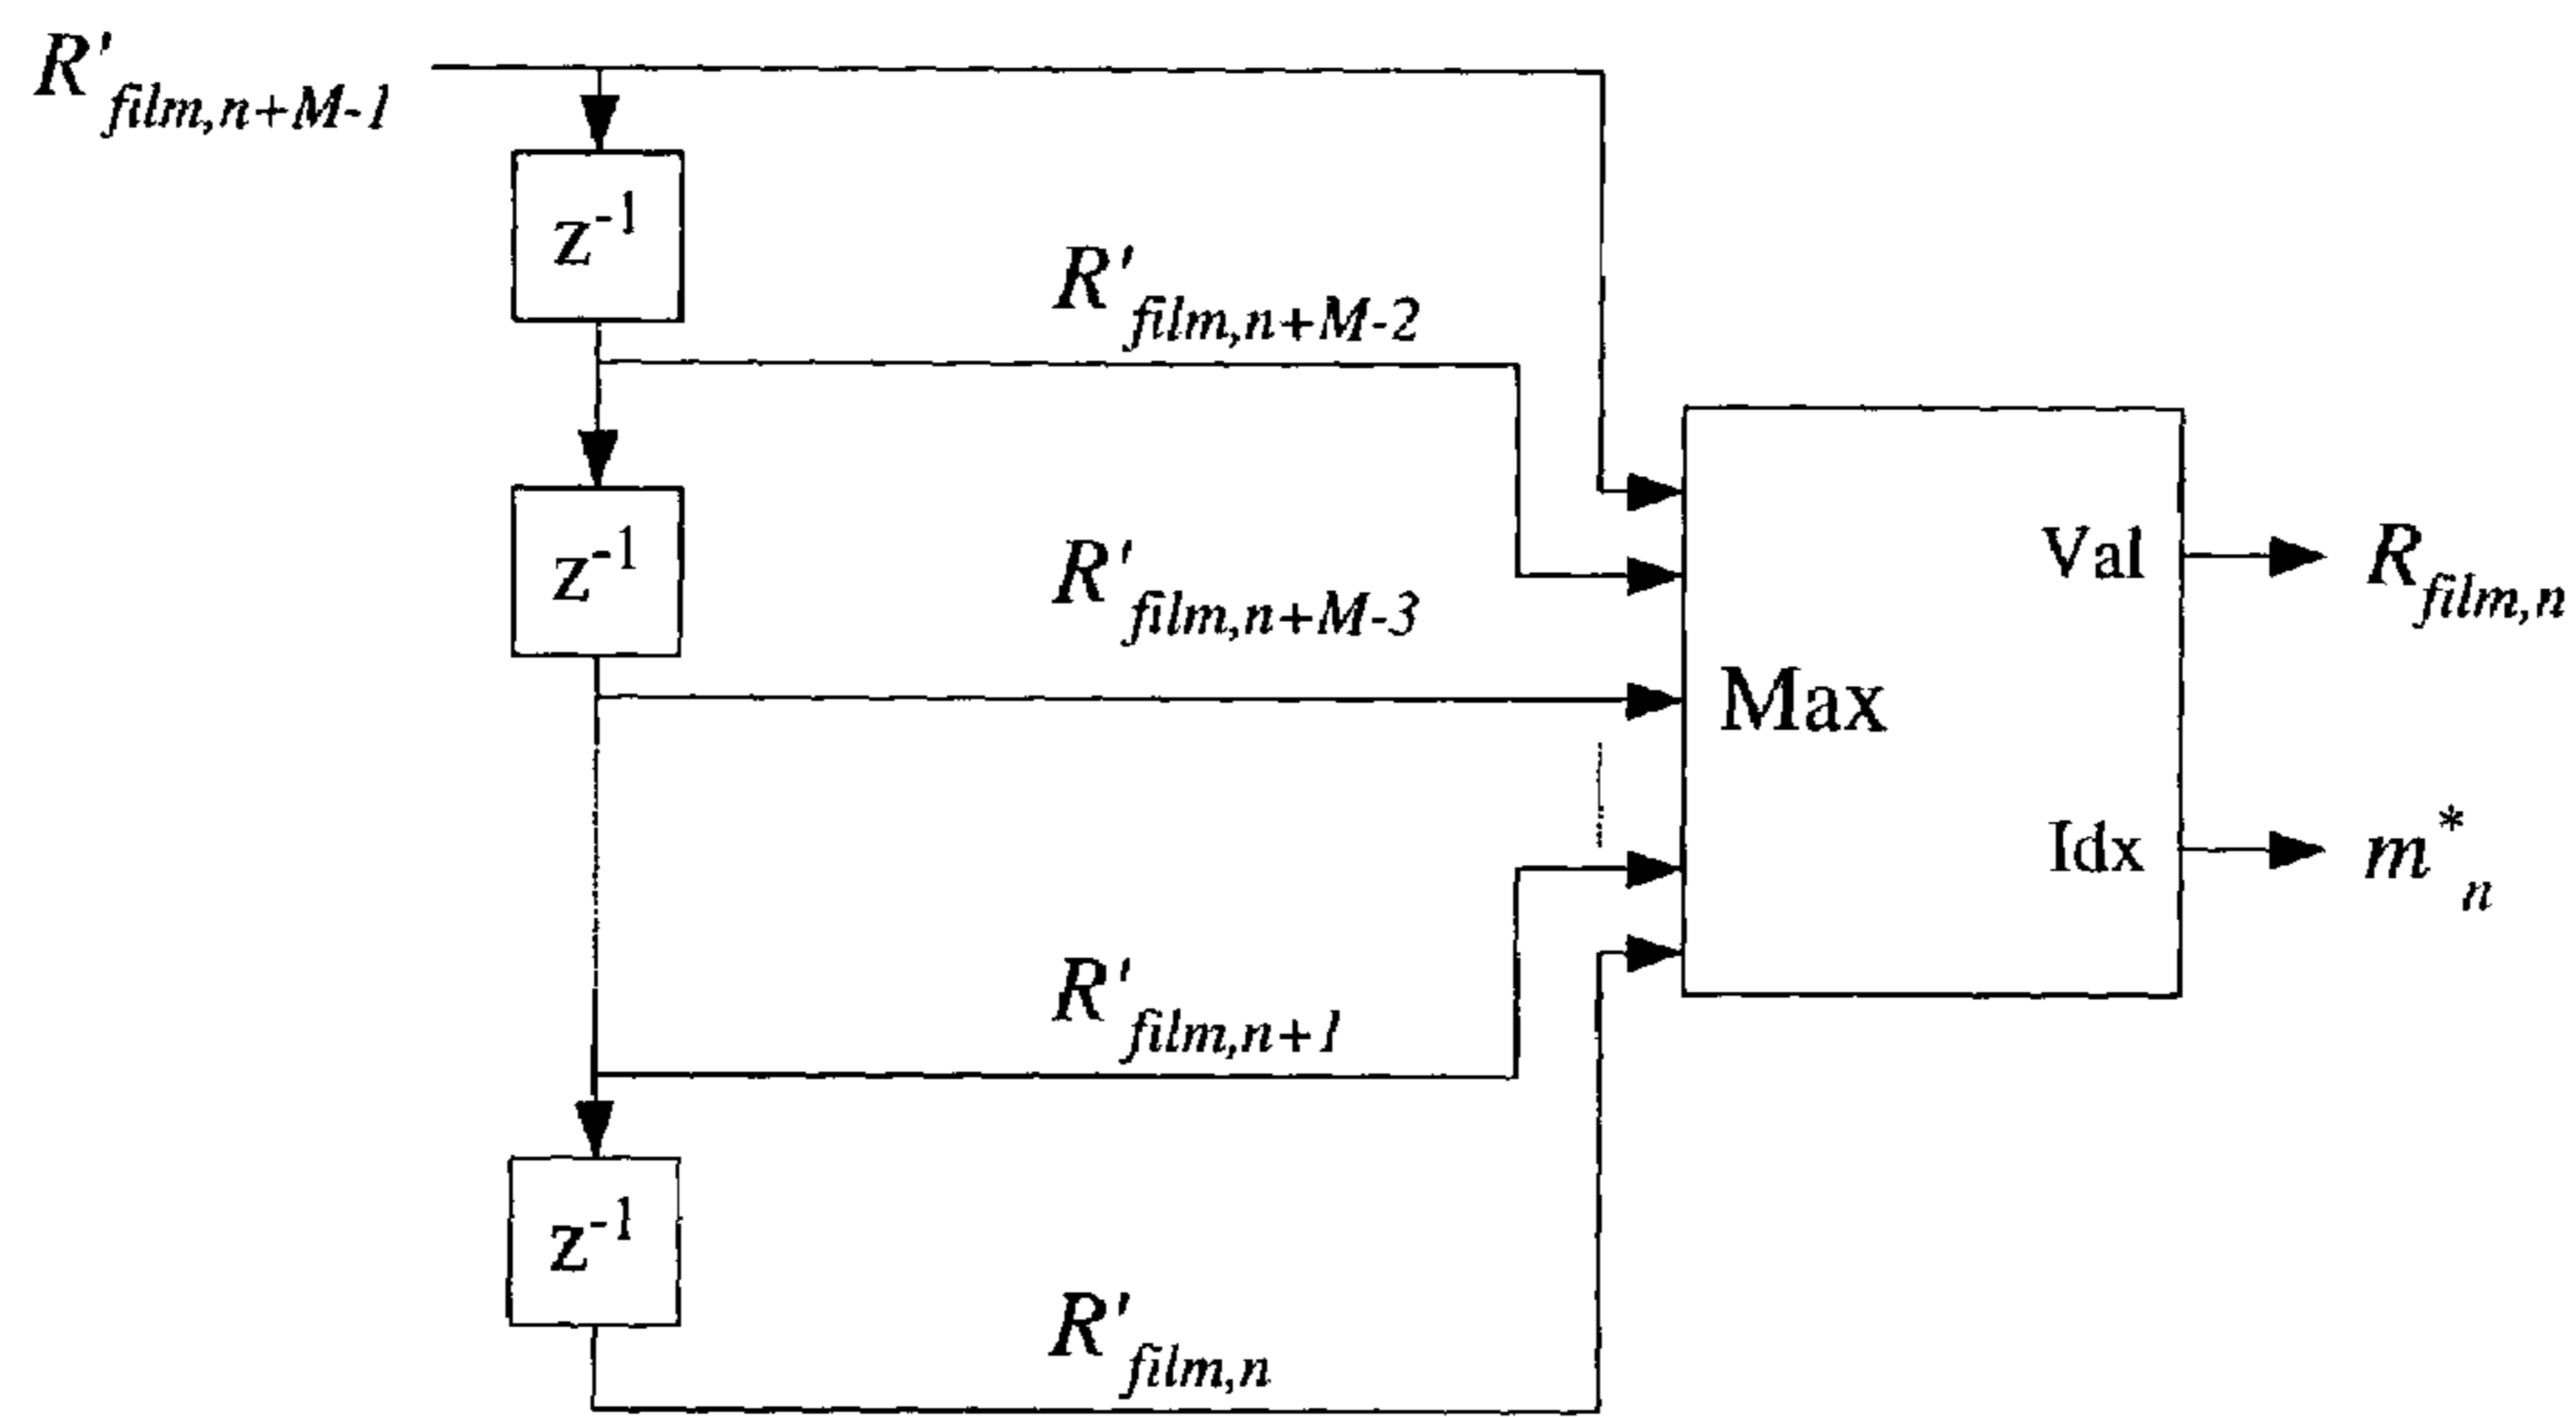 R'film,n+M-1
z-1
R'film,n+M-2
z-1
R'film,n+M-3
Val
Rfilm,n
Max
Idx
m*n
R'film,n+1
z-1
R'film,n